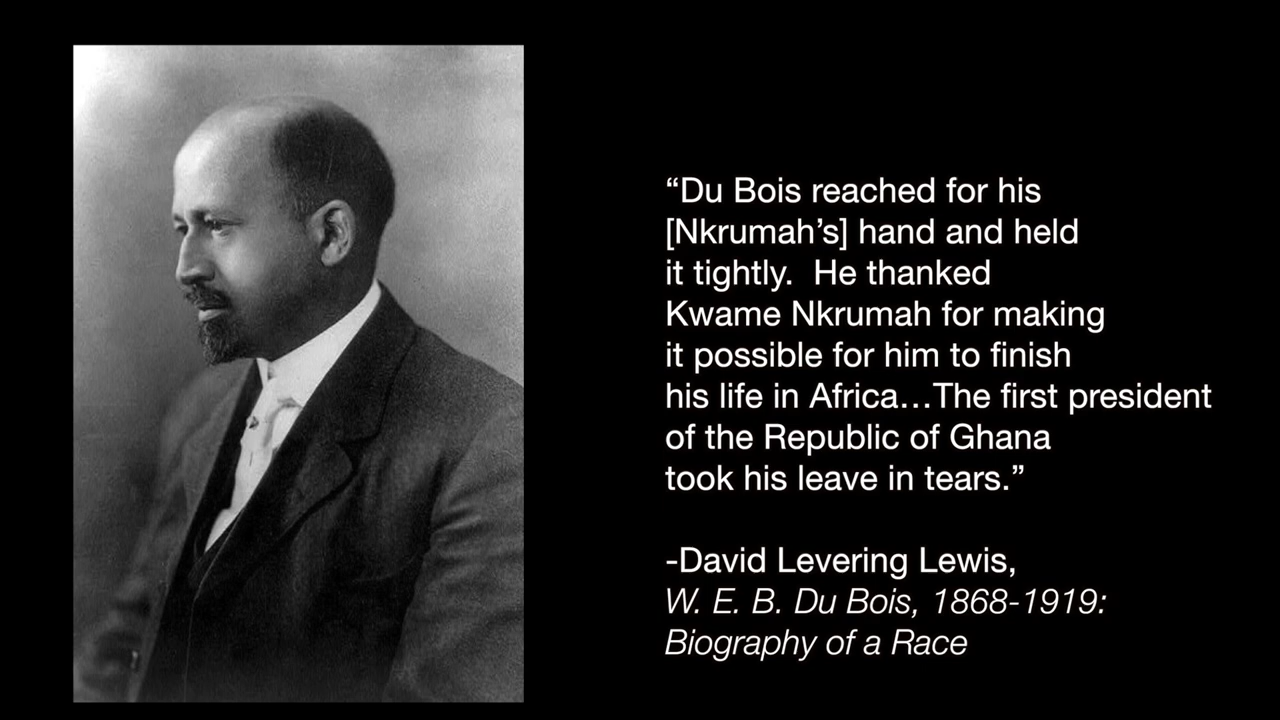 “Du Bois reached for his
[Nkrumah’s] hand and held
it tightly.  He thanked
Kwame Nkrumah for making
it possible for him to finish
his life in Africa…The first president
of the Republic of Ghana
took his leave in tears.”
-David Levering Lewis,
W. E. B. Du Bois, 1868-1919:
Biography of a Race